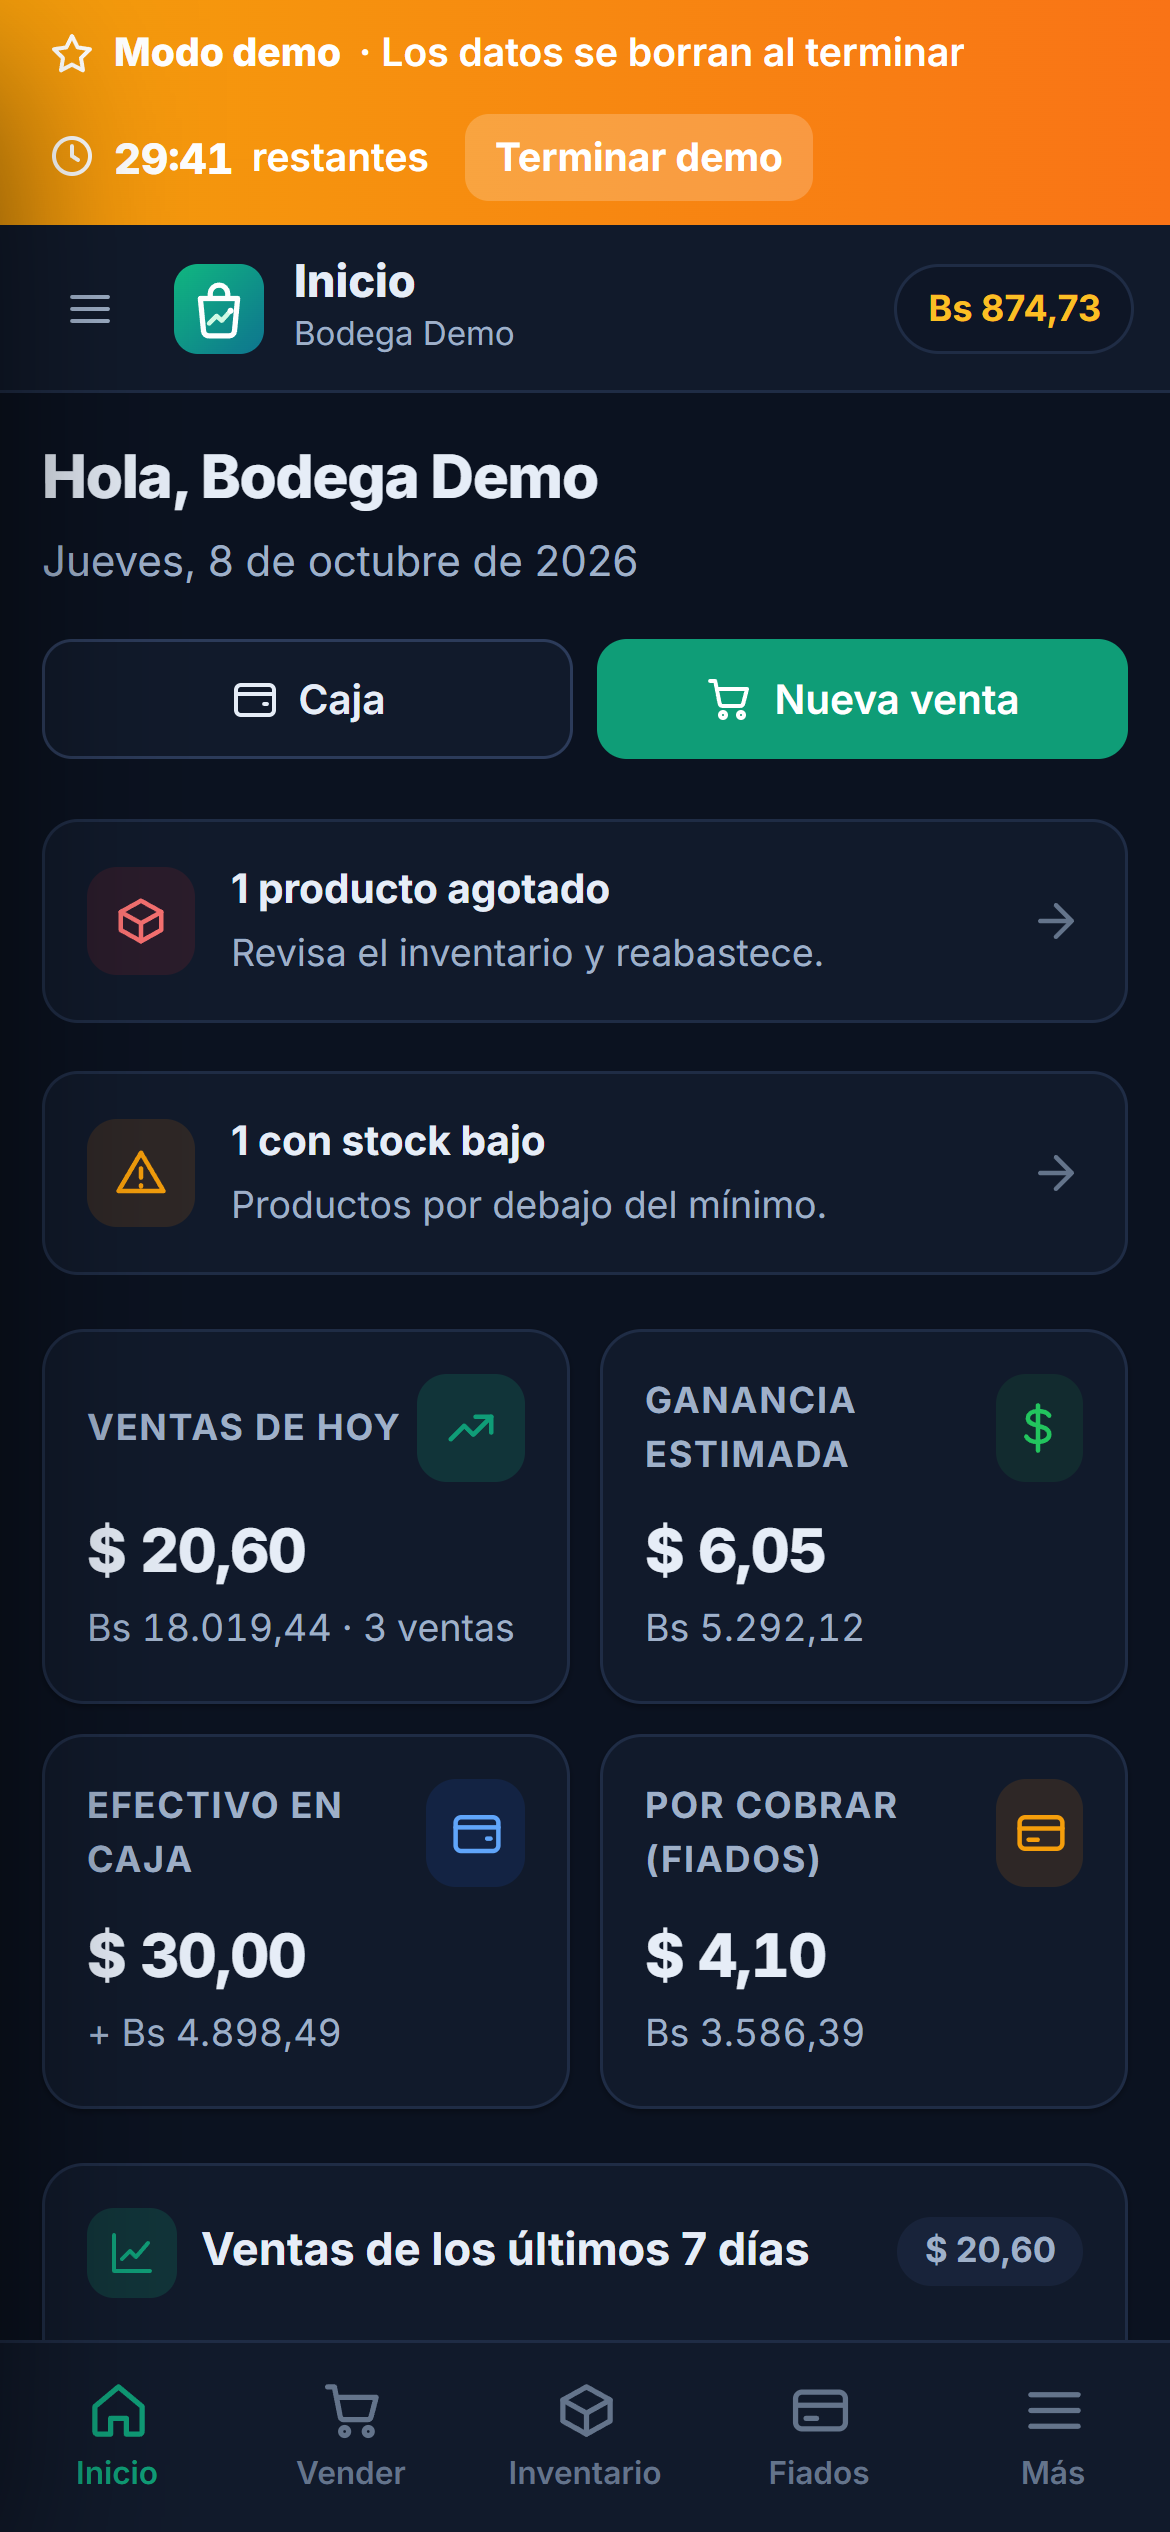 Modo demo · Los datos se borran al terminar
29:41 restantes Terminar demo
Inicio
Bodega Demo
Bs 874,73
Hola, Bodega Demo
Jueves, 8 de octubre de 2026
Caja
Nueva venta
1 producto agotado
Revisa el inventario y reabastece.
1 con stock bajo
Productos por debajo del mínimo.
VENTAS DE HOY
$ 20,60
Bs 18.019,44 · 3 ventas
GANANCIA
ESTIMADA
$ 6,05
Bs 5.292,12
EFECTIVO EN
CAJA
$ 30,00
+ Bs 4.898,49
POR COBRAR
(FIADOS)
$ 4,10
Bs 3.586,39
Ventas de los últimos 7 días
$ 20,60
Inicio
Vender
Inventario
Fiados
Más